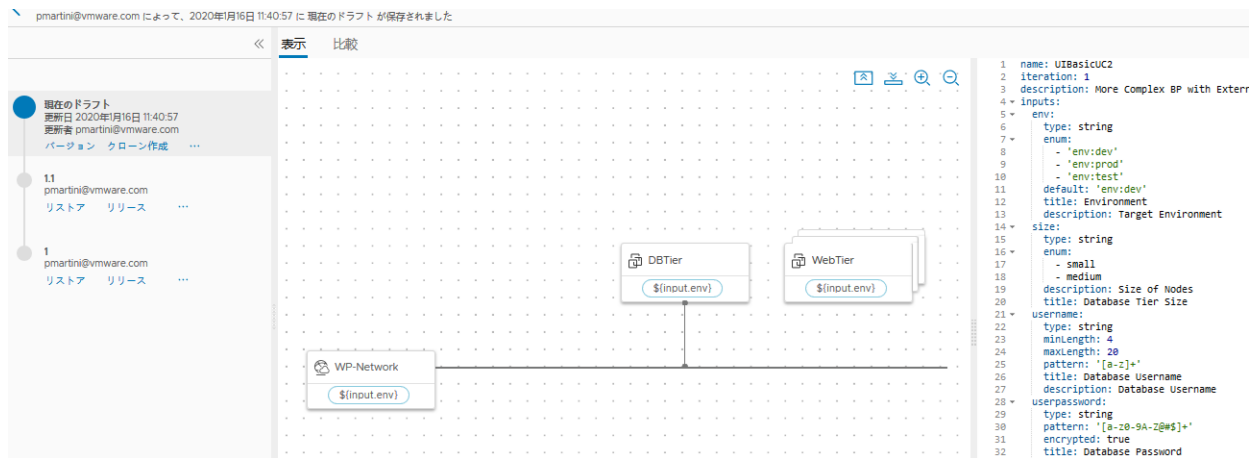 pmartini@vmware.com によって、2020年1月16日 11:40:57 に 現在のドラフト が保存されました
表示 比較
現在のドラフト
更新日 2020年1月16日 11:40:57
更新者 pmartini@vmware.com
バージョン クローン作成 ...
1.1
pmartini@vmware.com
リストア リリース ...
1
pmartini@vmware.com
リストア リリース ...
DBTier
${input.env}
WebTier
${input.env}
WP-Network
${input.env}
1 name: UIBasicUC2
2 iteration: 1
3 description: More Complex BP with Extern
4 inputs:
5 env:
6 type: string
7 enum:
8 - 'env:dev'
9 - 'env:prod'
10 - 'env:test'
11 default: 'env:dev'
12 title: Environment
13 description: Target Environment
14 size:
15 type: string
16 enum:
17 - small
18 - medium
19 description: Size of Nodes
20 title: Database Tier Size
21 username:
22 type: string
23 minLength: 4
24 maxLength: 20
25 pattern: '[a-z]+'
26 title: Database Username
27 description: Database Username
28 userpassword:
29 type: string
30 pattern: '[a-z0-9A-Z@#$]+'
31 encrypted: true
32 title: Database Password